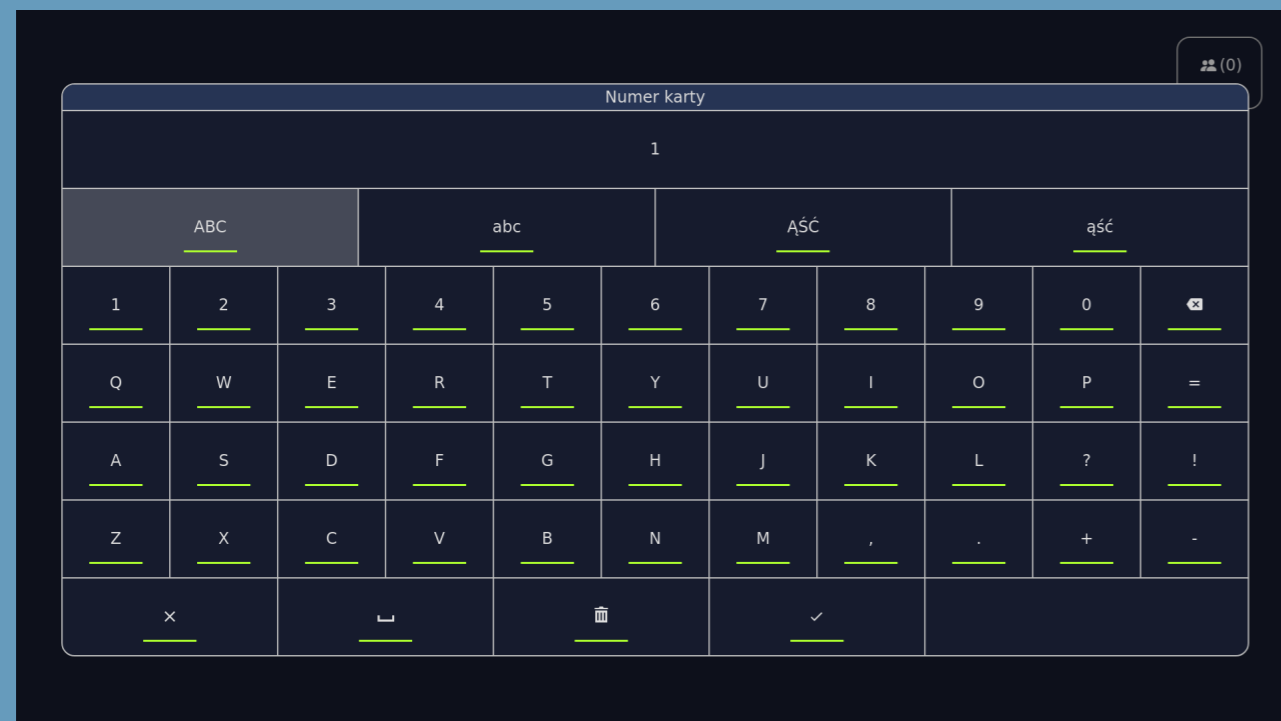 (0)
Numer karty
1
ABC abc ĄŚĆ ąść
1 2 3 4 5 6 7 8 9 0
Q W E R T Y U I O P =
A S D F G H J K L ? !
Z X C V B N M , . + -